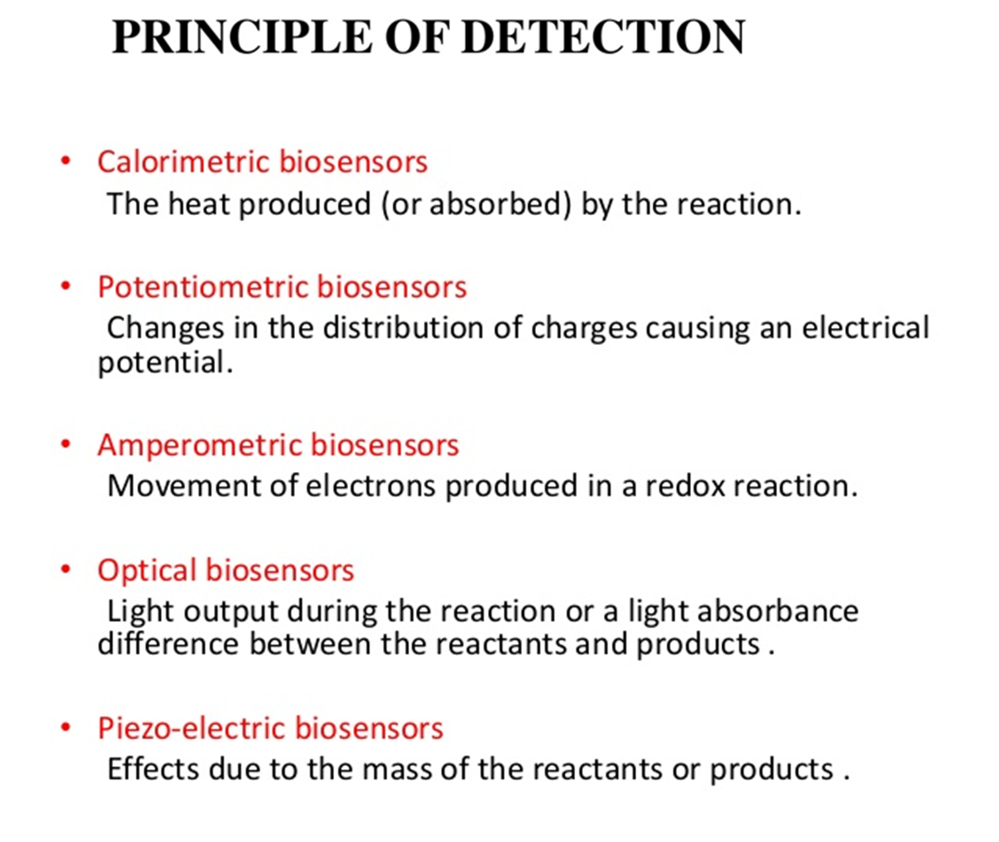 PRINCIPLE OF DETECTION
• Calorimetric biosensors
The heat produced (or absorbed) by the reaction.
• Potentiometric biosensors
Changes in the distribution of charges causing an electrical
potential.
• Amperometric biosensors
Movement of electrons produced in a redox reaction.
• Optical biosensors
Light output during the reaction or a light absorbance
difference between the reactants and products .
• Piezo-electric biosensors
Effects due to the mass of the reactants or products .